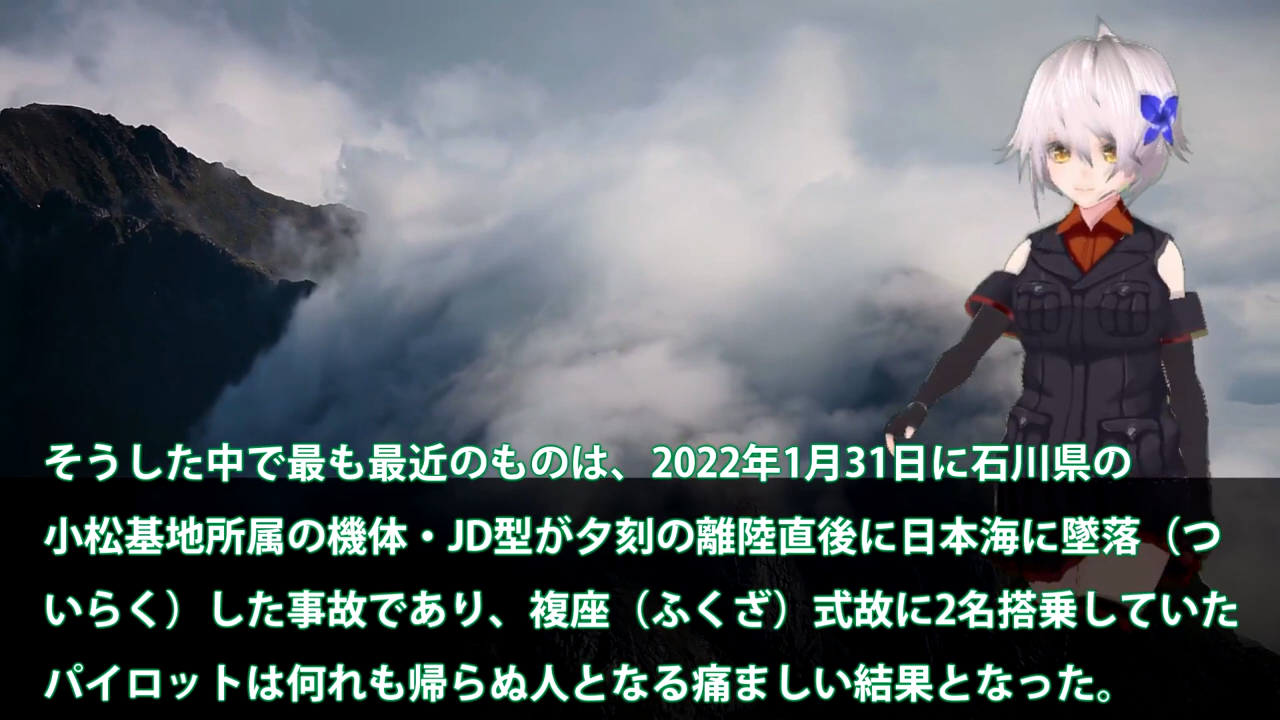 そうした中で最も最近のものは、2022年1月31日に石川県の
小松基地所属の機体・JD型が夕刻の離陸直後に日本海に墜落（つ
いらく）した事故であり、複座（ふくざ）式故に2名搭乗していた
パイロットは何れも帰らぬ人となる痛ましい結果となった。